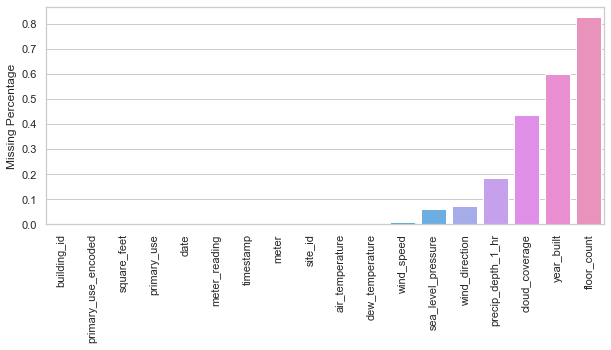 Missing Percentage
0.8
0.7
0.6
0.5
0.4
0.3
0.2
0.1
0.0
building_id
primary_use_encoded
square_feet
primary_use
date
meter_reading
timestamp
meter
site_id
air_temperature
dew_temperature
wind_speed
sea_level_pressure
wind_direction
precip_depth_1_hr
cloud_coverage
year_built
floor_count